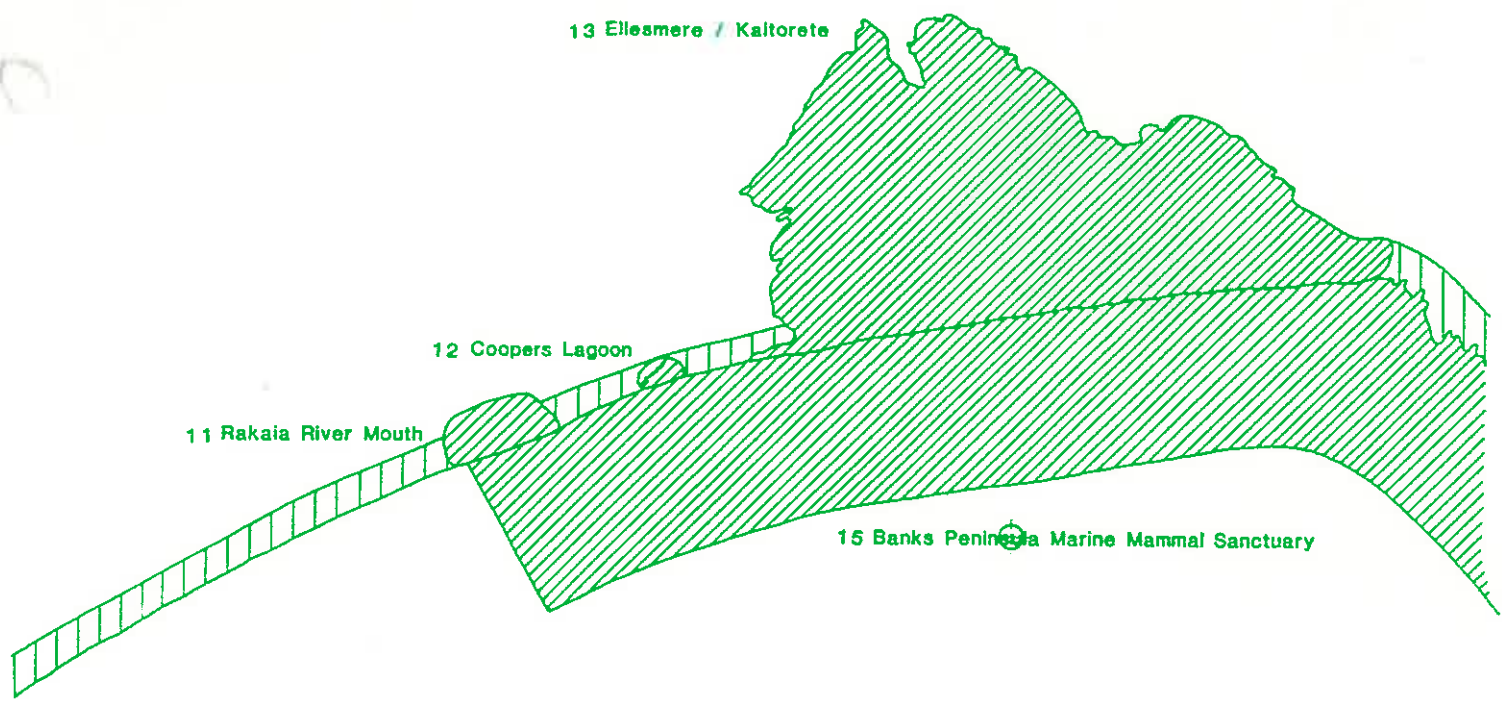 13 Ellesmere / Kaitorete
12 Coopers Lagoon
11 Rakaia River Mouth
15 Banks Peninsula Marine Mammal Sanctuary